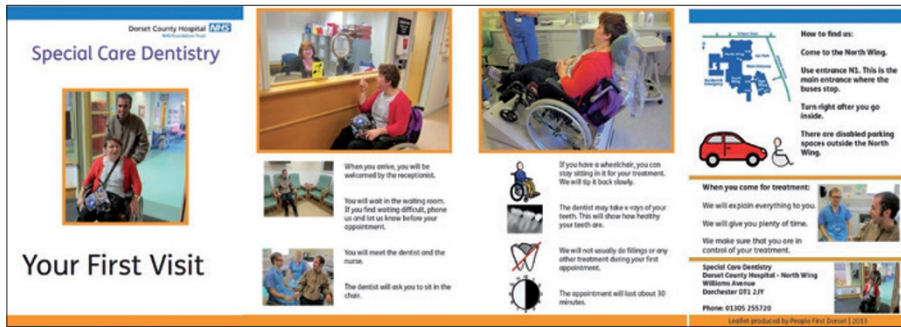 Dorset County Hospital NHS
NHS Foundation Trust
Special Care Dentistry
Your First Visit
When you arrive, you will be
welcomed by the receptionist.
You will wait in the waiting room.
If you find waiting difficult, phone
us and let us know before your
appointment.
You will meet the dentist and the
nurse.
The dentist will ask you to sit in the
chair.
If you have a wheelchair, you can
stay sitting in it for your treatment.
We will tip it back slowly.
The dentist may take x-rays of your
teeth. This will show how healthy
your teeth are.
We will not usually do fillings or any
other treatment during your first
appointment.
The appointment will last about 30
minutes.
How to find us:
Come to the North Wing.
Use entrance N1. This is the
main entrance where the
buses stop.
Turn right after you go
inside.
There are disabled parking
spaces outside the North
Wing.
When you come for treatment:
We will explain everything to you.
We will give you plenty of time.
We make sure that you are in
control of your treatment.
Special Care Dentistry
Dorset County Hospital - North Wing
Williams Avenue
Dorchester DT1 2JY
Phone: 01305 255720
Leaflet produced by People First Dorset | 2013